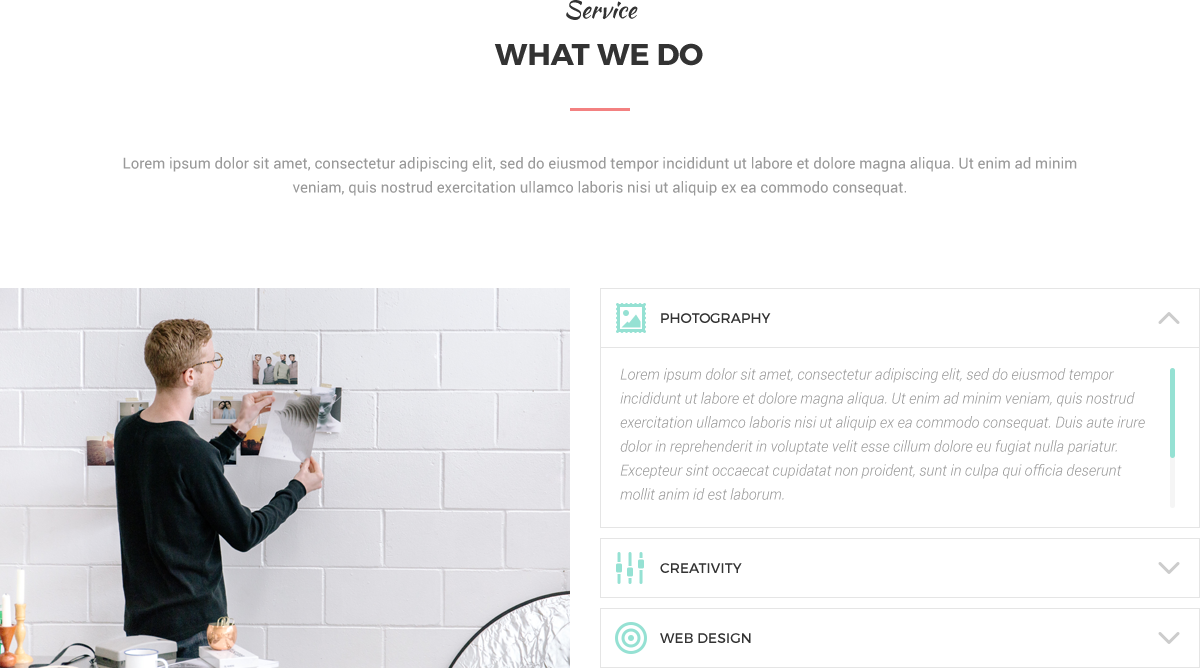 Service
WHAT WE DO
Lorem ipsum dolor sit amet, consectetur adipiscing elit, sed do eiusmod tempor incididunt ut labore et dolore magna aliqua. Ut enim ad minim
veniam, quis nostrud exercitation ullamco laboris nisi ut aliquip ex ea commodo consequat.
PHOTOGRAPHY
Lorem ipsum dolor sit amet, consectetur adipiscing elit, sed do eiusmod tempor
incididunt ut labore et dolore magna aliqua. Ut enim ad minim veniam, quis nostrud
exercitation ullamco laboris nisi ut aliquip ex ea commodo consequat. Duis aute irure
dolor in reprehenderit in voluptate velit esse cillum dolore eu fugiat nulla pariatur.
Excepteur sint occaecat cupidatat non proident, sunt in culpa qui officia deserunt
mollit anim id est laborum.
CREATIVITY
WEB DESIGN